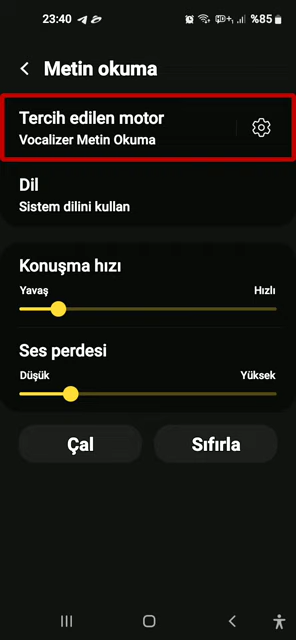 23:40 %85
Metin okuma
Tercih edilen motor
Vocalizer Metin Okuma
Dil
Sistem dilini kullan
Konuşma hızı
Yavaş Hızlı
Ses perdesi
Düşük Yüksek
Çal Sıfırla